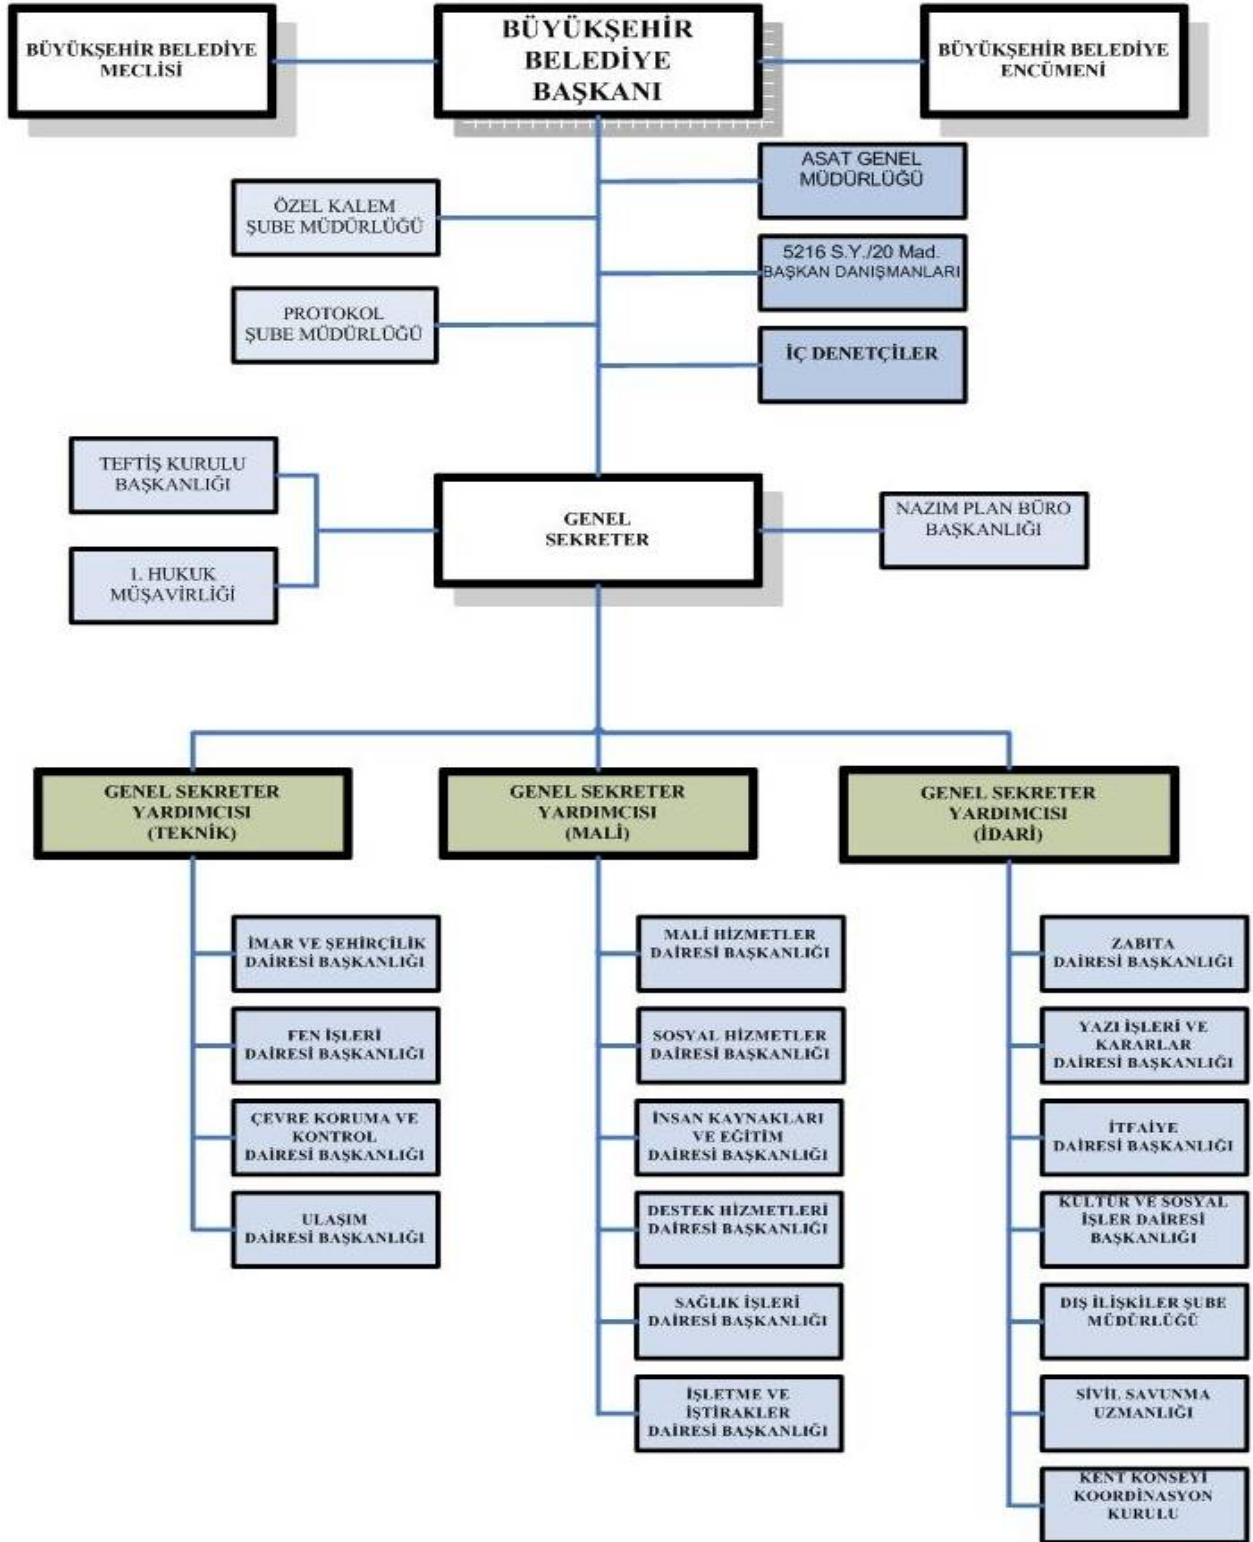 BÜYÜKŞEHİR BELEDİYE
MECLİSİ
BÜYÜKŞEHİR
BELEDİYE
BAŞKANI
BÜYÜKŞEHİR BELEDİYE
ENCÜMENİ
ASAT GENEL
MÜDÜRLÜĞÜ
ÖZEL KALEM
ŞUBE MÜDÜRLÜĞÜ
5216 S.Y./20 Mad.
BAŞKAN DANIŞMANLARI
PROTOKOL
ŞUBE MÜDÜRLÜĞÜ
İÇ DENETÇİLER
TEFTİŞ KURULU
BAŞKANLIĞI
GENEL
SEKRETER
NAZIM PLAN BÜRO
BAŞKANLIĞI
1. HUKUK
MÜŞAVİRLİĞİ
GENEL SEKRETER
YARDIMCISI
(TEKNİK)
GENEL SEKRETER
YARDIMCISI
(MALİ)
GENEL SEKRETER
YARDIMCISI
(İDARİ)
İMAR VE ŞEHİRÇİLİK
DAİRESİ BAŞKANLIĞI
FEN İŞLERİ
DAİRESİ BAŞKANLIĞI
ÇEVRE KORUMA VE
KONTROL
DAİRESİ BAŞKANLIĞI
ULAŞIM
DAİRESİ BAŞKANLIĞI
MALİ HİZMETLER
DAİRESİ BAŞKANLIĞI
SOSYAL HİZMETLER
DAİRESİ BAŞKANLIĞI
İNSAN KAYNAKLARI
VE EĞİTİM
DAİRESİ BAŞKANLIĞI
DESTEK HİZMETLERİ
DAİRESİ BAŞKANLIĞI
SAĞLIK İŞLERİ
DAİRESİ BAŞKANLIĞI
İŞLETME VE
İŞTİRAKLER
DAİRESİ BAŞKANLIĞI
ZABITA
DAİRESİ BAŞKANLIĞI
YAZI İŞLERİ VE
KARARLAR
DAİRESİ BAŞKANLIĞI
İTFAİYE
DAİRESİ BAŞKANLIĞI
KÜLTÜR VE SOSYAL
İŞLER DAİRESİ
BAŞKANLIĞI
DIŞ İLİŞKİLER ŞUBE
MÜDÜRLÜĞÜ
SİVİL SAVUNMA
UZMANLIĞI
KENT KONSEYİ
KOORDİNASYON
KURULU